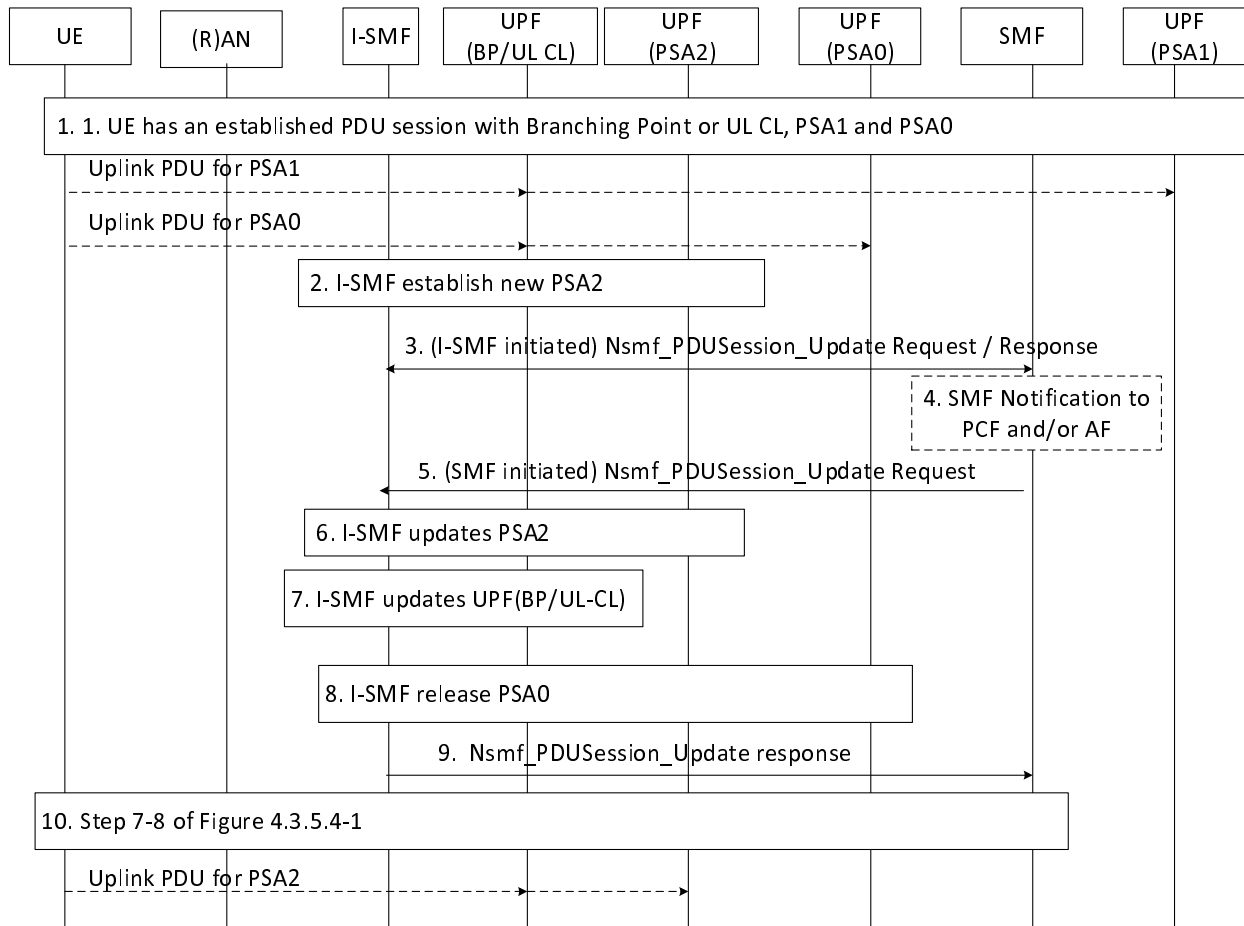 UE
(R)AN
I-SMF
UPF
(BP/UL CL)
UPF
(PSA2)
UPF
(PSA0)
SMF
UPF
(PSA1)
1. 1. UE has an established PDU session with Branching Point or UL CL, PSA1 and PSA0
Uplink PDU for PSA1
Uplink PDU for PSA0
2. I-SMF establish new PSA2
3. (I-SMF initiated) Nsmf_PDUSession_Update Request / Response
4. SMF Notification to
PCF and/or AF
5. (SMF initiated) Nsmf_PDUSession_Update Request
6. I-SMF updates PSA2
7. I-SMF updates UPF(BP/UL-CL)
8. I-SMF release PSA0
9. Nsmf_PDUSession_Update response
10. Step 7-8 of Figure 4.3.5.4-1
Uplink PDU for PSA2